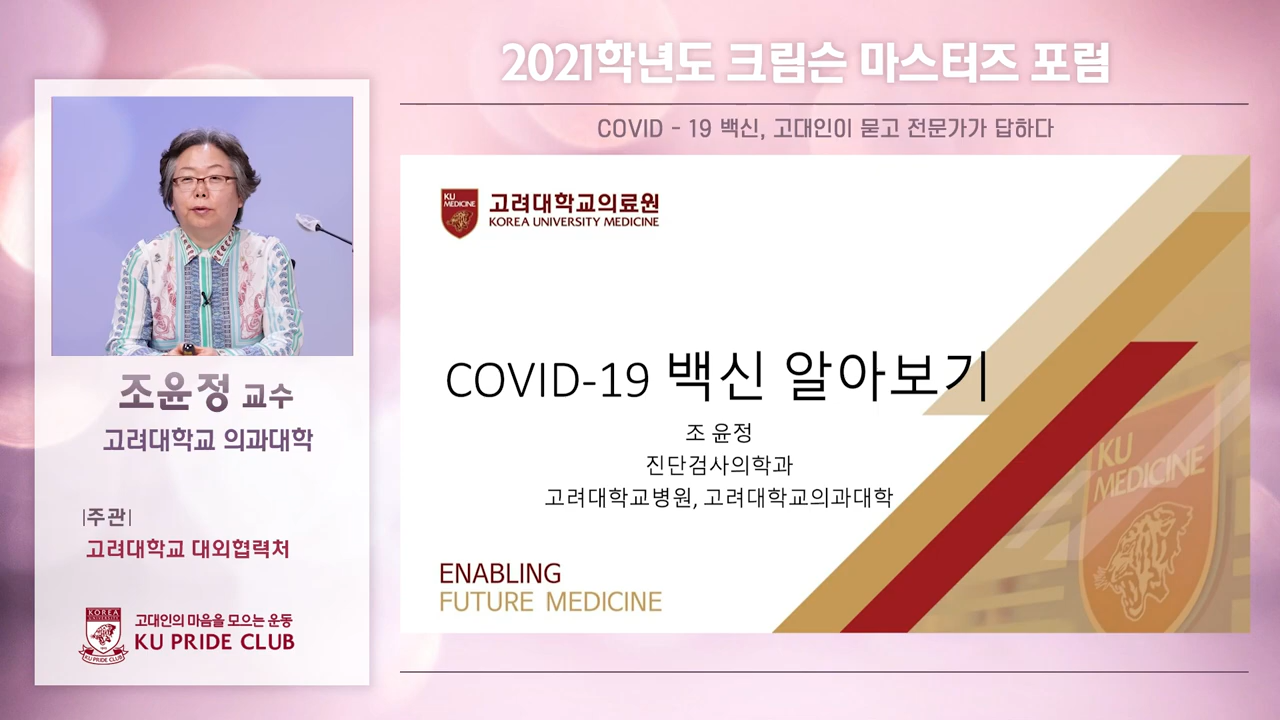 2021학년도 크림슨 마스터즈 포럼
COVID - 19 백신, 고대인이 묻고 전문가가 답하다
조윤정 교수
고려대학교 의과대학
|주관|
고려대학교 대외협력처
KOREA
KU PRIDE CLUB
고대인의 마음을 모으는 운동
KU PRIDE CLUB
KU
MEDICINE
고려대학교의료원
KOREA UNIVERSITY MEDICINE
COVID-19 백신 알아보기
조 윤정
진단검사의학과
고려대학교병원, 고려대학교의과대학
ENABLING
FUTURE MEDICINE
KU
MEDICINE